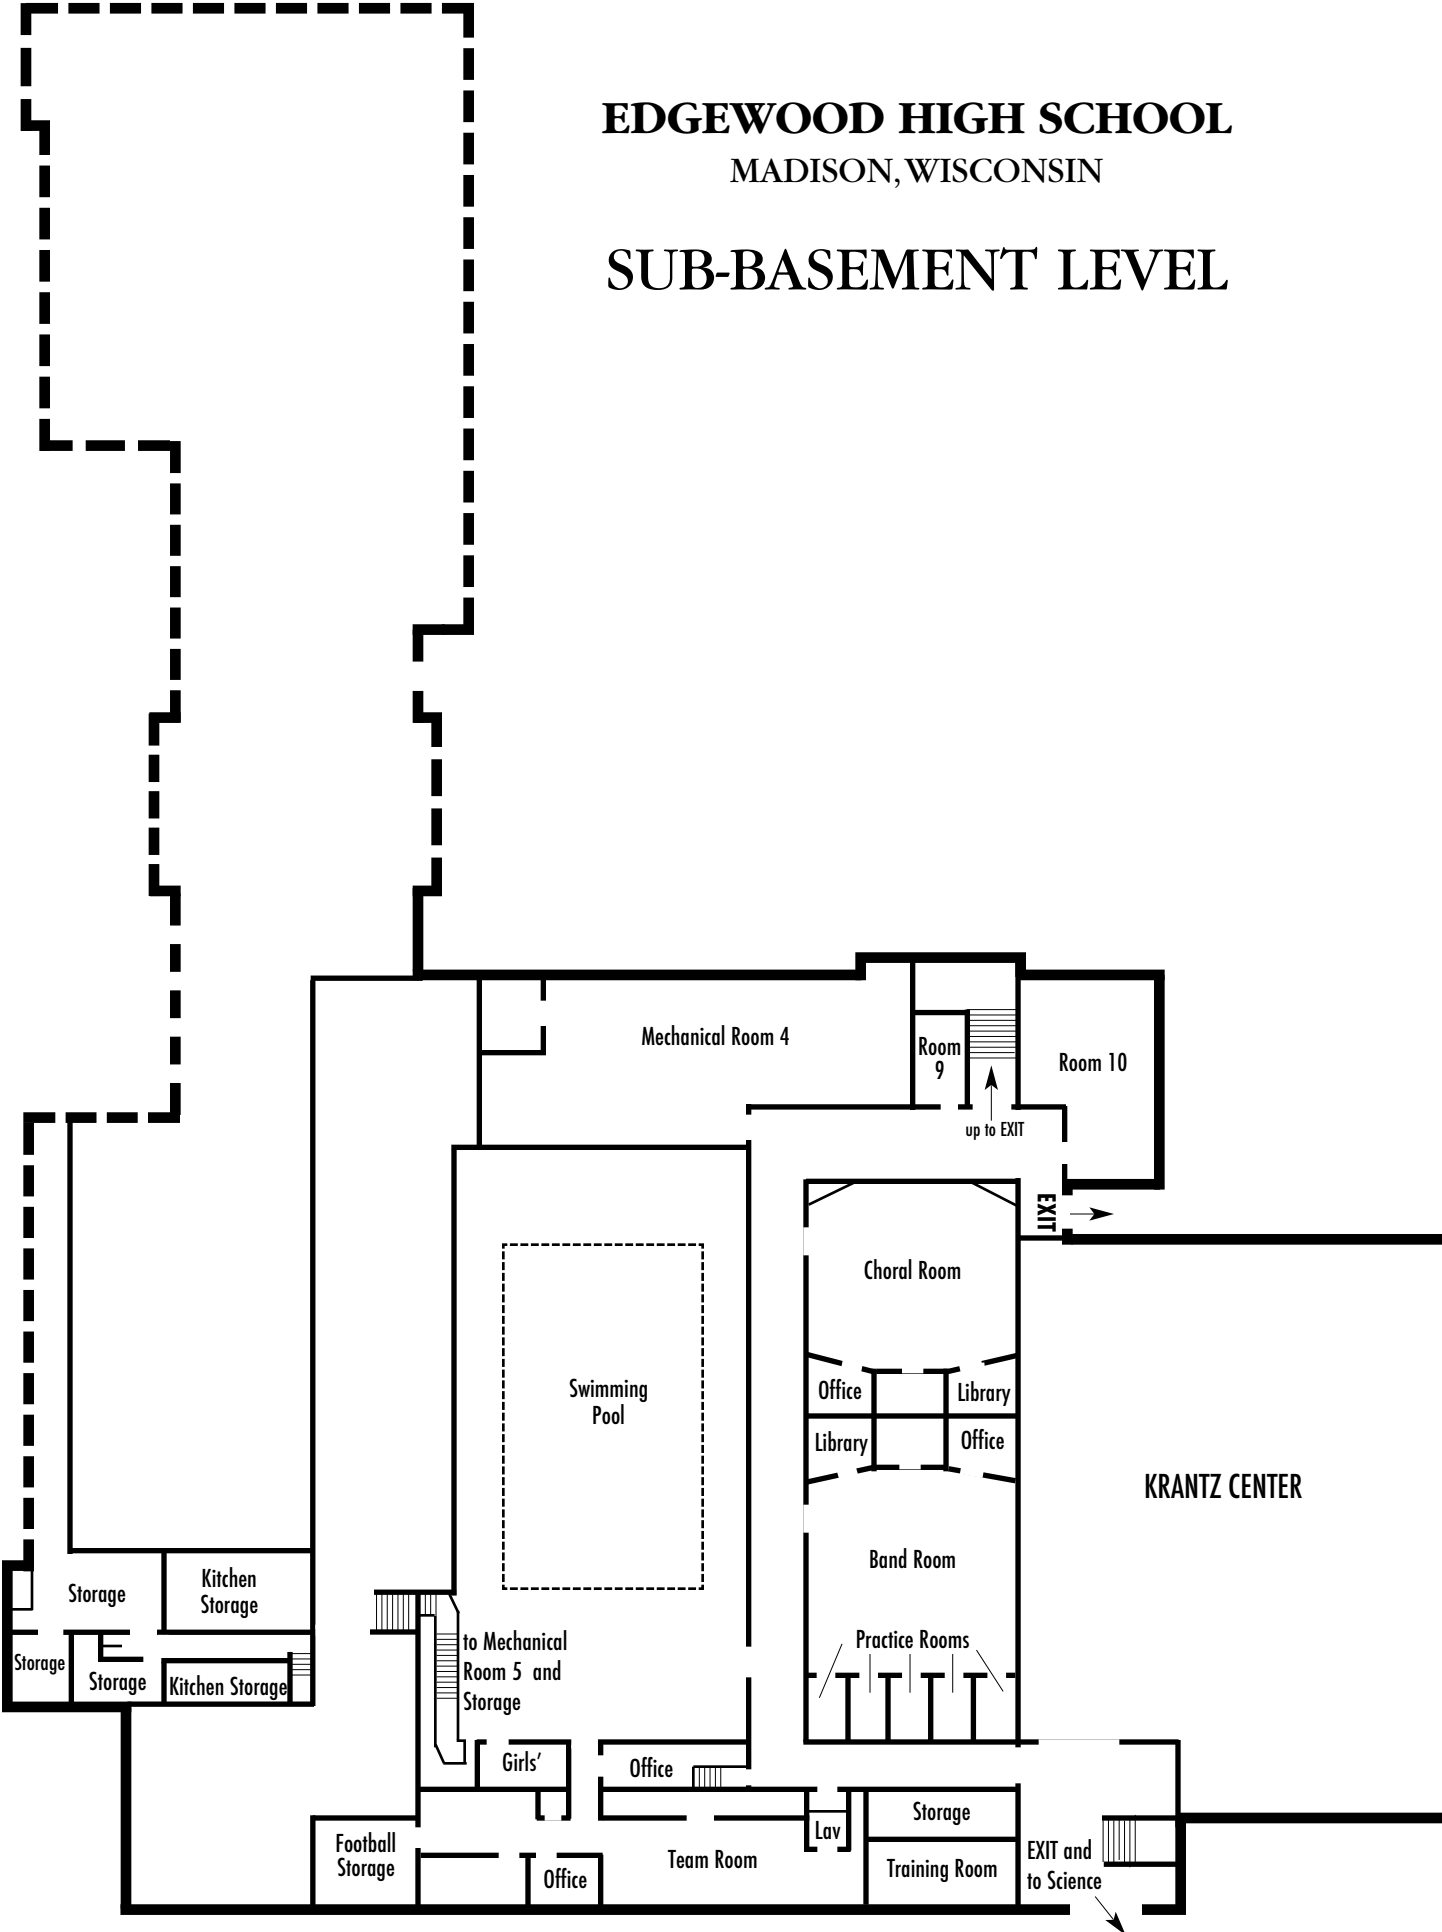 EDGEWOOD HIGH SCHOOL
MADISON, WISCONSIN
SUB-BASEMENT LEVEL
Mechanical Room 4
Room
9
Room 10
up to EXIT
EXIT
Choral Room
Swimming
Pool
Office
Library
Library
Office
KRANTZ CENTER
Band Room
Kitchen
Storage
Storage
Practice Rooms
to Mechanical
Room 5 and
Storage
Storage
Storage
Kitchen Storage
Girls'
Office
Storage
Football
Storage
Lav
Team Room
Office
Training Room
EXIT and
to Science